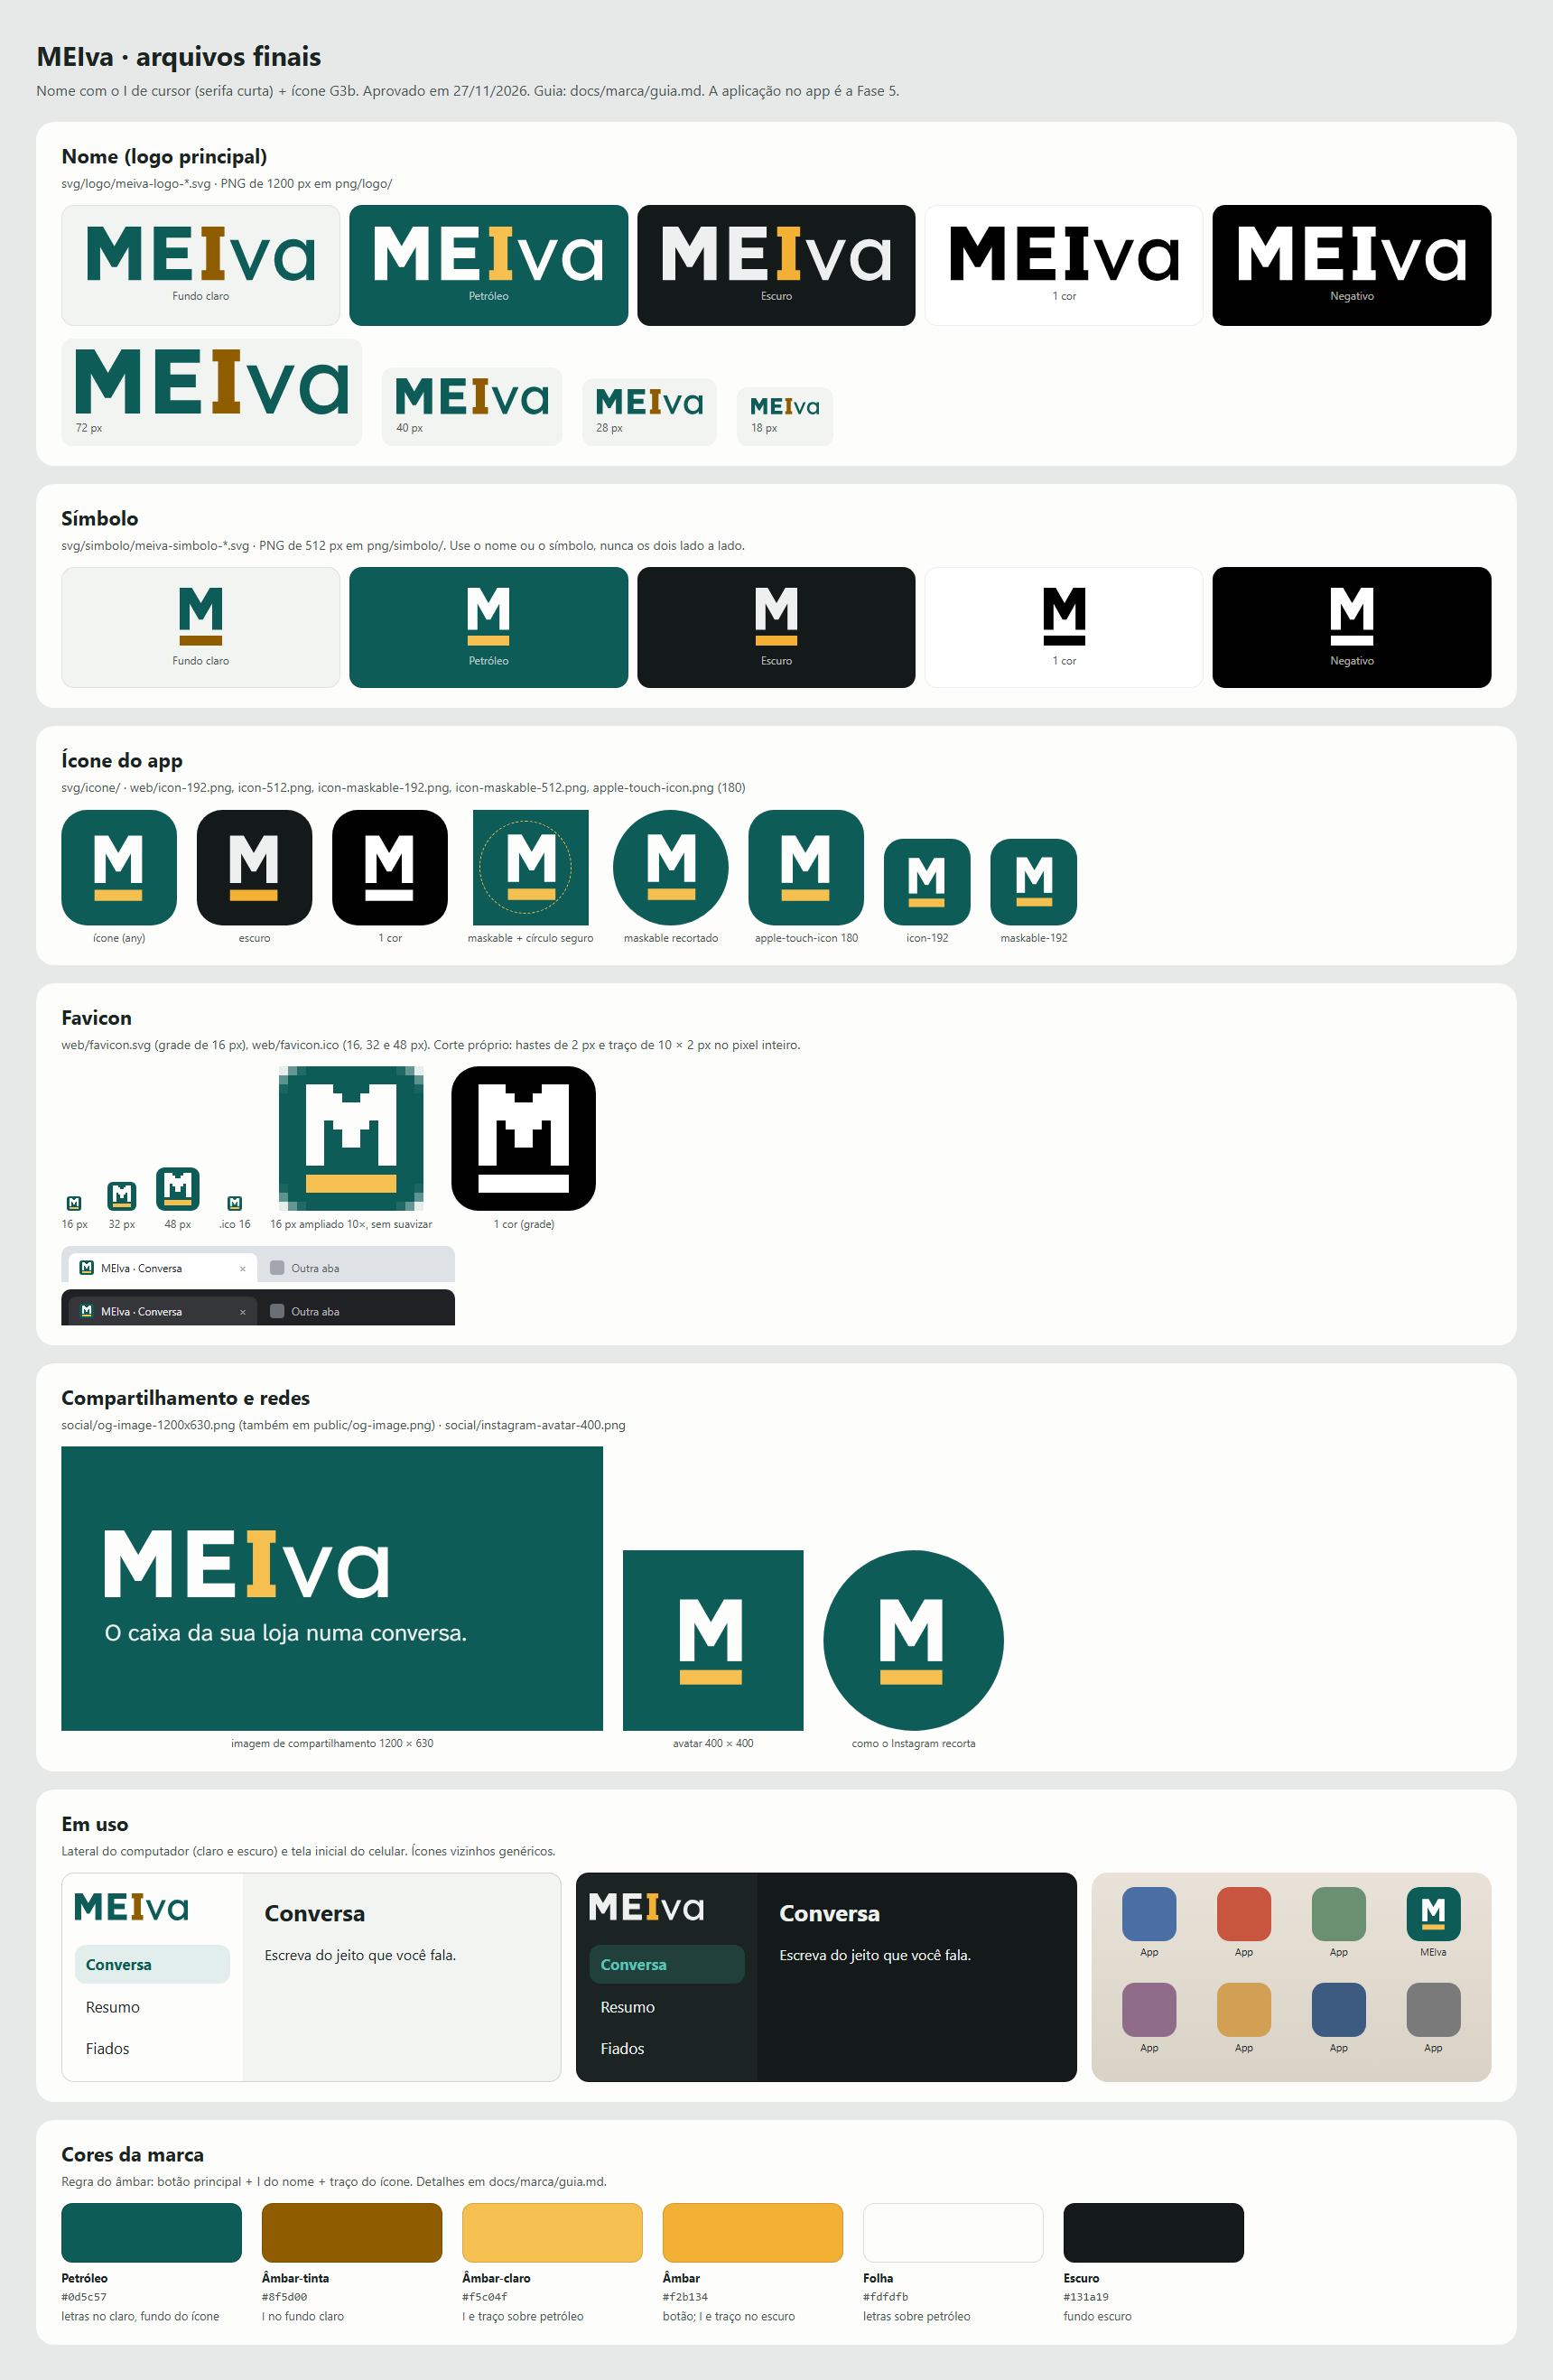 MEIva · arquivos finais
Nome com o I de cursor (serifa curta) + ícone G3b. Aprovado em 27/11/2026. Guia: docs/marca/guia.md. A aplicação no app é a Fase 5.
Nome (logo principal)
svg/logo/meiva-logo-*.svg · PNG de 1200 px em png/logo/
MEIva MEIva MEIva MEIva MEIva
Fundo claro Petróleo Escuro 1 cor Negativo
MEIva MEIva MEIva MEIva
72 px 40 px 28 px 18 px
Símbolo
svg/simbolo/meiva-simbolo-*.svg · PNG de 512 px em png/simbolo/. Use o nome ou o símbolo, nunca os dois lado a lado.
M M M M M
Fundo claro Petróleo Escuro 1 cor Negativo
Ícone do app
svg/icone/ · web/icon-192.png, icon-512.png, icon-maskable-192.png, icon-maskable-512.png, apple-touch-icon.png (180)
M M M M M M M M
ícone (any) escuro 1 cor maskable + círculo seguro maskable recortado apple-touch-icon 180 icon-192 maskable-192
Favicon
web/favicon.svg (grade de 16 px), web/favicon.ico (16, 32 e 48 px). Corte próprio: hastes de 2 px e traço de 10 × 2 px no pixel inteiro.
M M M M M M
16 px 32 px 48 px .ico 16 16 px ampliado 10×, sem suavizar 1 cor (grade)
M MEIva · Conversa × Outra aba
M MEIva · Conversa × Outra aba
Compartilhamento e redes
social/og-image-1200x630.png (também em public/og-image.png) · social/instagram-avatar-400.png
MEIva
O caixa da sua loja numa conversa.
M M
imagem de compartilhamento 1200 × 630 avatar 400 × 400 como o Instagram recorta
Em uso
Lateral do computador (claro e escuro) e tela inicial do celular. Ícones vizinhos genéricos.
MEIva
Conversa
Resumo
Fiados
Conversa
Escreva do jeito que você fala.
MEIva
Conversa
Resumo
Fiados
Conversa
Escreva do jeito que você fala.
M
App App App MEIva
App App App App
Cores da marca
Regra do âmbar: botão principal + I do nome + traço do ícone. Detalhes em docs/marca/guia.md.
Petróleo Âmbar-tinta Âmbar-claro Âmbar Folha Escuro
#0d5c57 #8f5d00 #f5c04f #f2b134 #fdfdfb #131a19
letras no claro, fundo do ícone I no fundo claro I e traço sobre petróleo botão; I e traço no escuro letras sobre petróleo fundo escuro